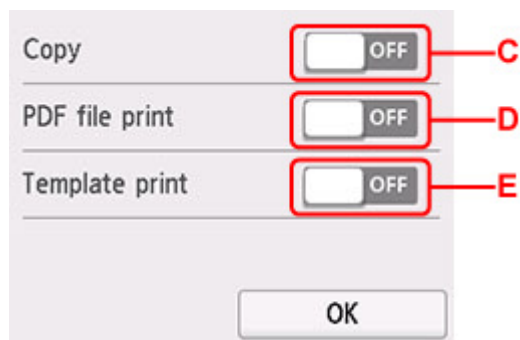 Copy OFF C
PDF file print OFF D
Template print OFF E
OK